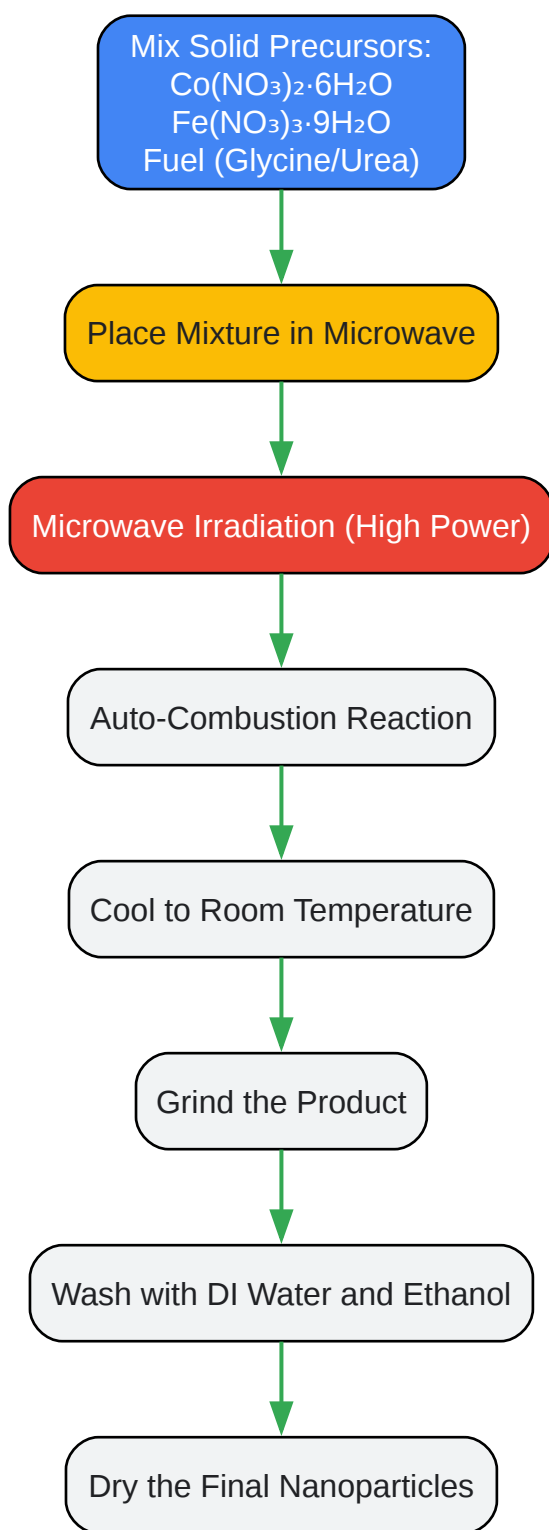 Mix Solid Precursors:
Co(NO₃)₂·6H₂O
Fe(NO₃)₃·9H₂O
Fuel (Glycine/Urea)
Place Mixture in Microwave
Microwave Irradiation (High Power)
Auto-Combustion Reaction
Cool to Room Temperature
Grind the Product
Wash with DI Water and Ethanol
Dry the Final Nanoparticles